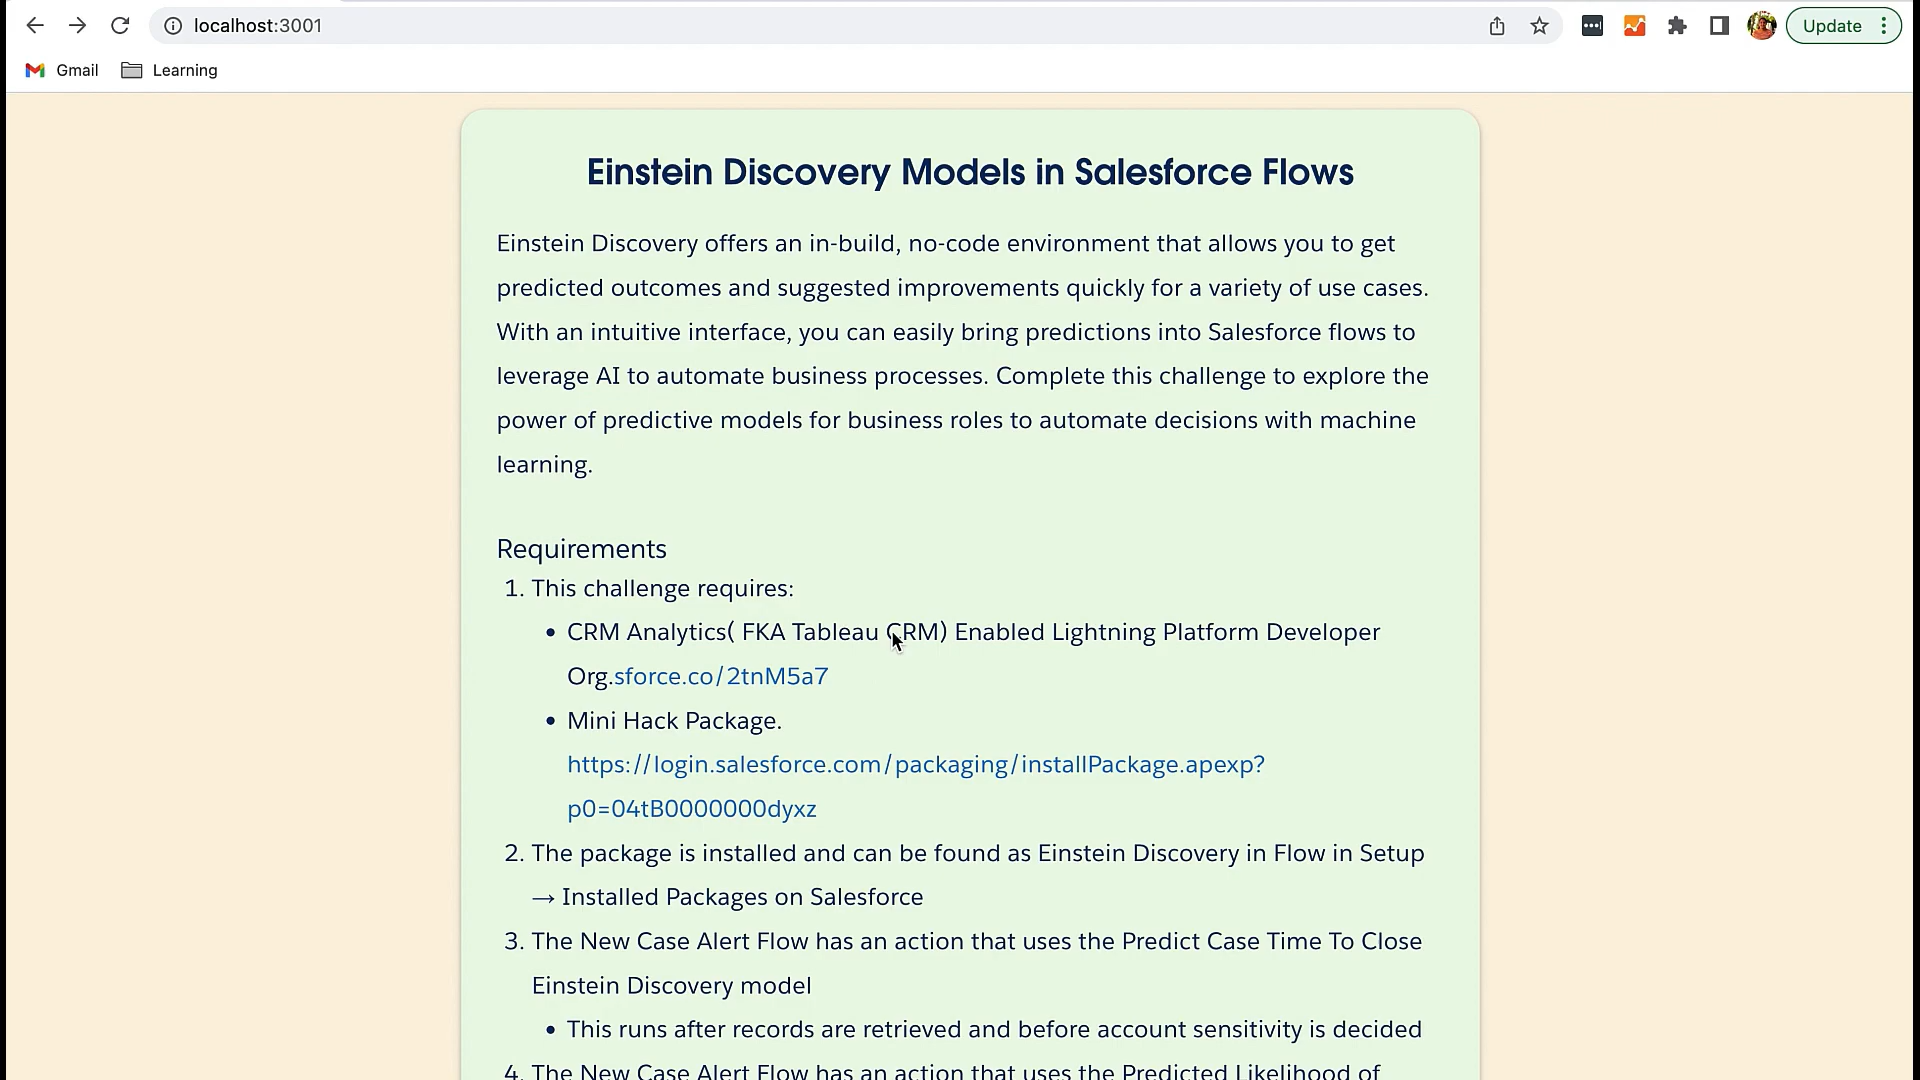 localhost:3001
Update
Gmail
Learning
Einstein Discovery Models in Salesforce Flows
Einstein Discovery offers an in-build, no-code environment that allows you to get
predicted outcomes and suggested improvements quickly for a variety of use cases.
With an intuitive interface, you can easily bring predictions into Salesforce flows to
leverage AI to automate business processes. Complete this challenge to explore the
power of predictive models for business roles to automate decisions with machine
learning.
Requirements
1. This challenge requires:
• CRM Analytics( FKA Tableau CRM) Enabled Lightning Platform Developer
Org.sforce.co/2tnM5a7
• Mini Hack Package.
https://login.salesforce.com/packaging/installPackage.apexp?
p0=04tB0000000dyxz
2. The package is installed and can be found as Einstein Discovery in Flow in Setup
→ Installed Packages on Salesforce
3. The New Case Alert Flow has an action that uses the Predict Case Time To Close
Einstein Discovery model
• This runs after records are retrieved and before account sensitivity is decided
4. The New Case Alert Flow has an action that uses the Predicted Likelihood of